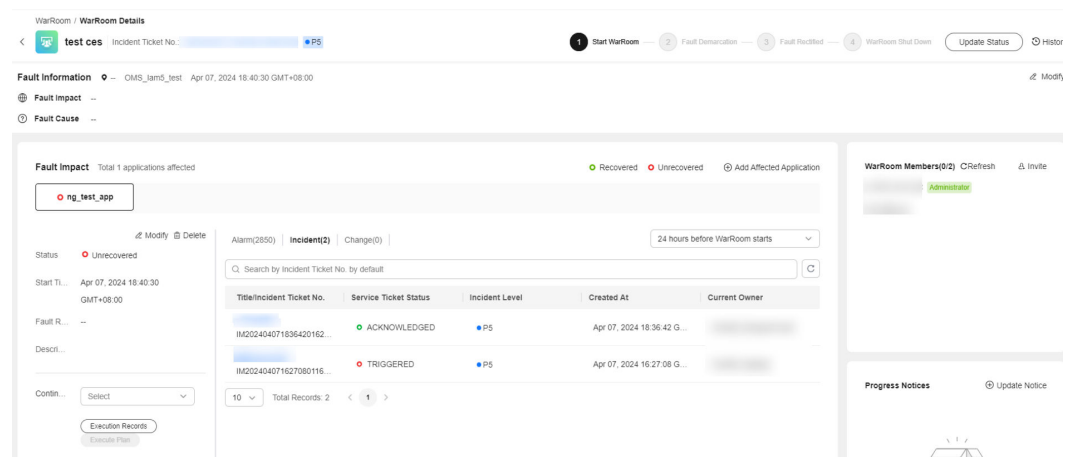 WarRoom / WarRoom Details
test ces Incident Ticket No.: P5
1 Start WarRoom 2 Fault Demarcation 3 Fault Rectified 4 WarRoom Shut Down Update Status Histor
Fault Information -- OMS_lam5_test Apr 07, 2024 18:40:30 GMT+08:00 Modify
Fault Impact --
Fault Cause --
Fault Impact Total 1 applications affected Recovered Unrecovered Add Affected Application
ng_test_app
Modify Delete
Status Unrecovered
Start Ti... Apr 07, 2024 18:40:30
GMT+08:00
Fault R... --
Descri...
Contin... Select
Execution Records
Execute Plan
Alarm(2850) Incident(2) Change(0) 24 hours before WarRoom starts
Search by Incident Ticket No. by default
Title/Incident Ticket No. Service Ticket Status Incident Level Created At Current Owner
IM202404071836420162... ACKNOWLEDGED P5 Apr 07, 2024 18:36:42 G...
IM202404071627080116... TRIGGERED P5 Apr 07, 2024 16:27:08 G...
10 Total Records: 2 < 1 >
WarRoom Members(0/2) Refresh Invite
Administrator
Progress Notices Update Notice